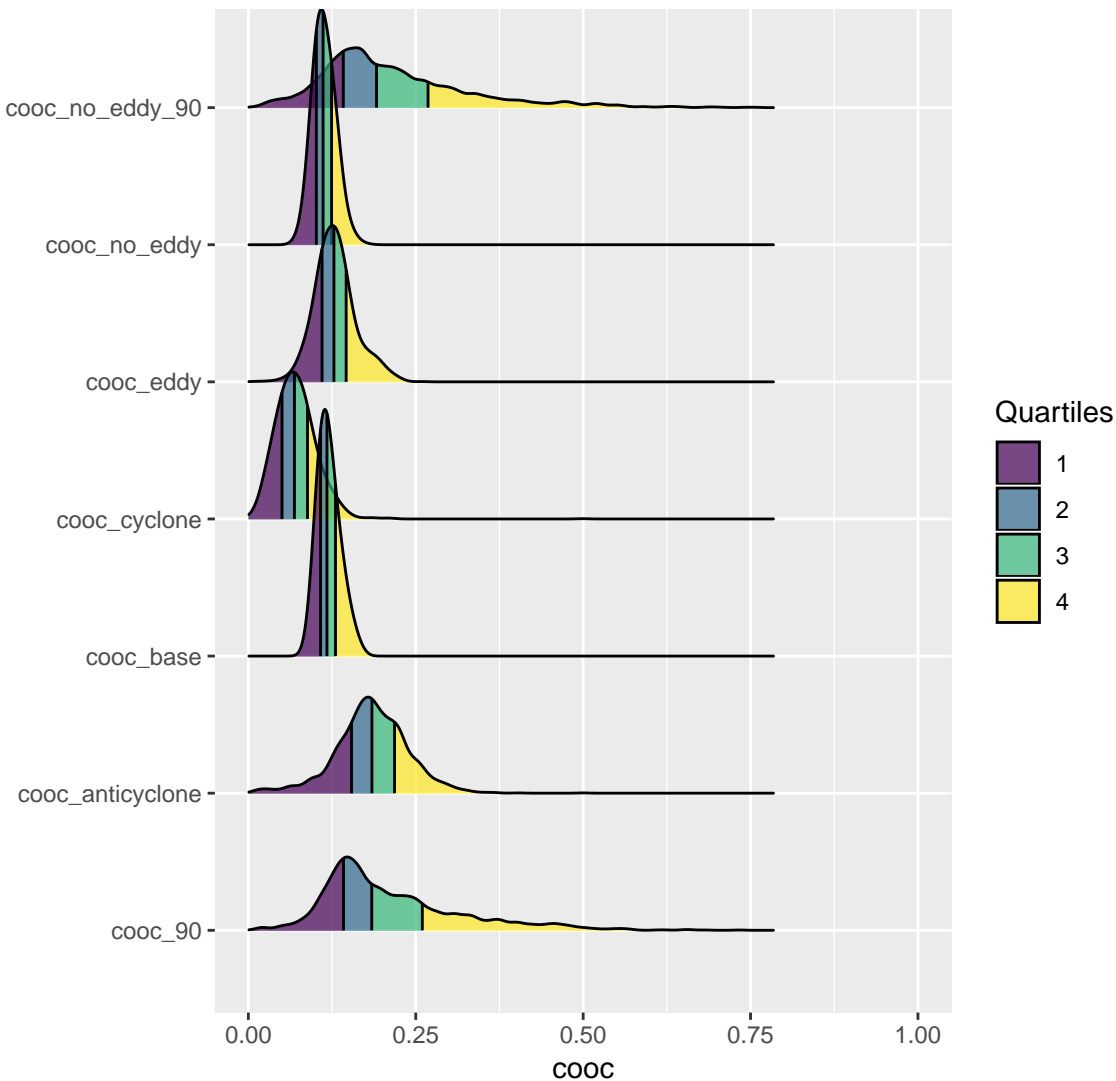 cooc_no_eddy_90
cooc_no_eddy
cooc_eddy
cooc_cyclone
cooc_base
cooc_anticyclone
cooc_90
0.00 0.25 0.50 0.75 1.00
cooc
Quartiles
1
2
3
4